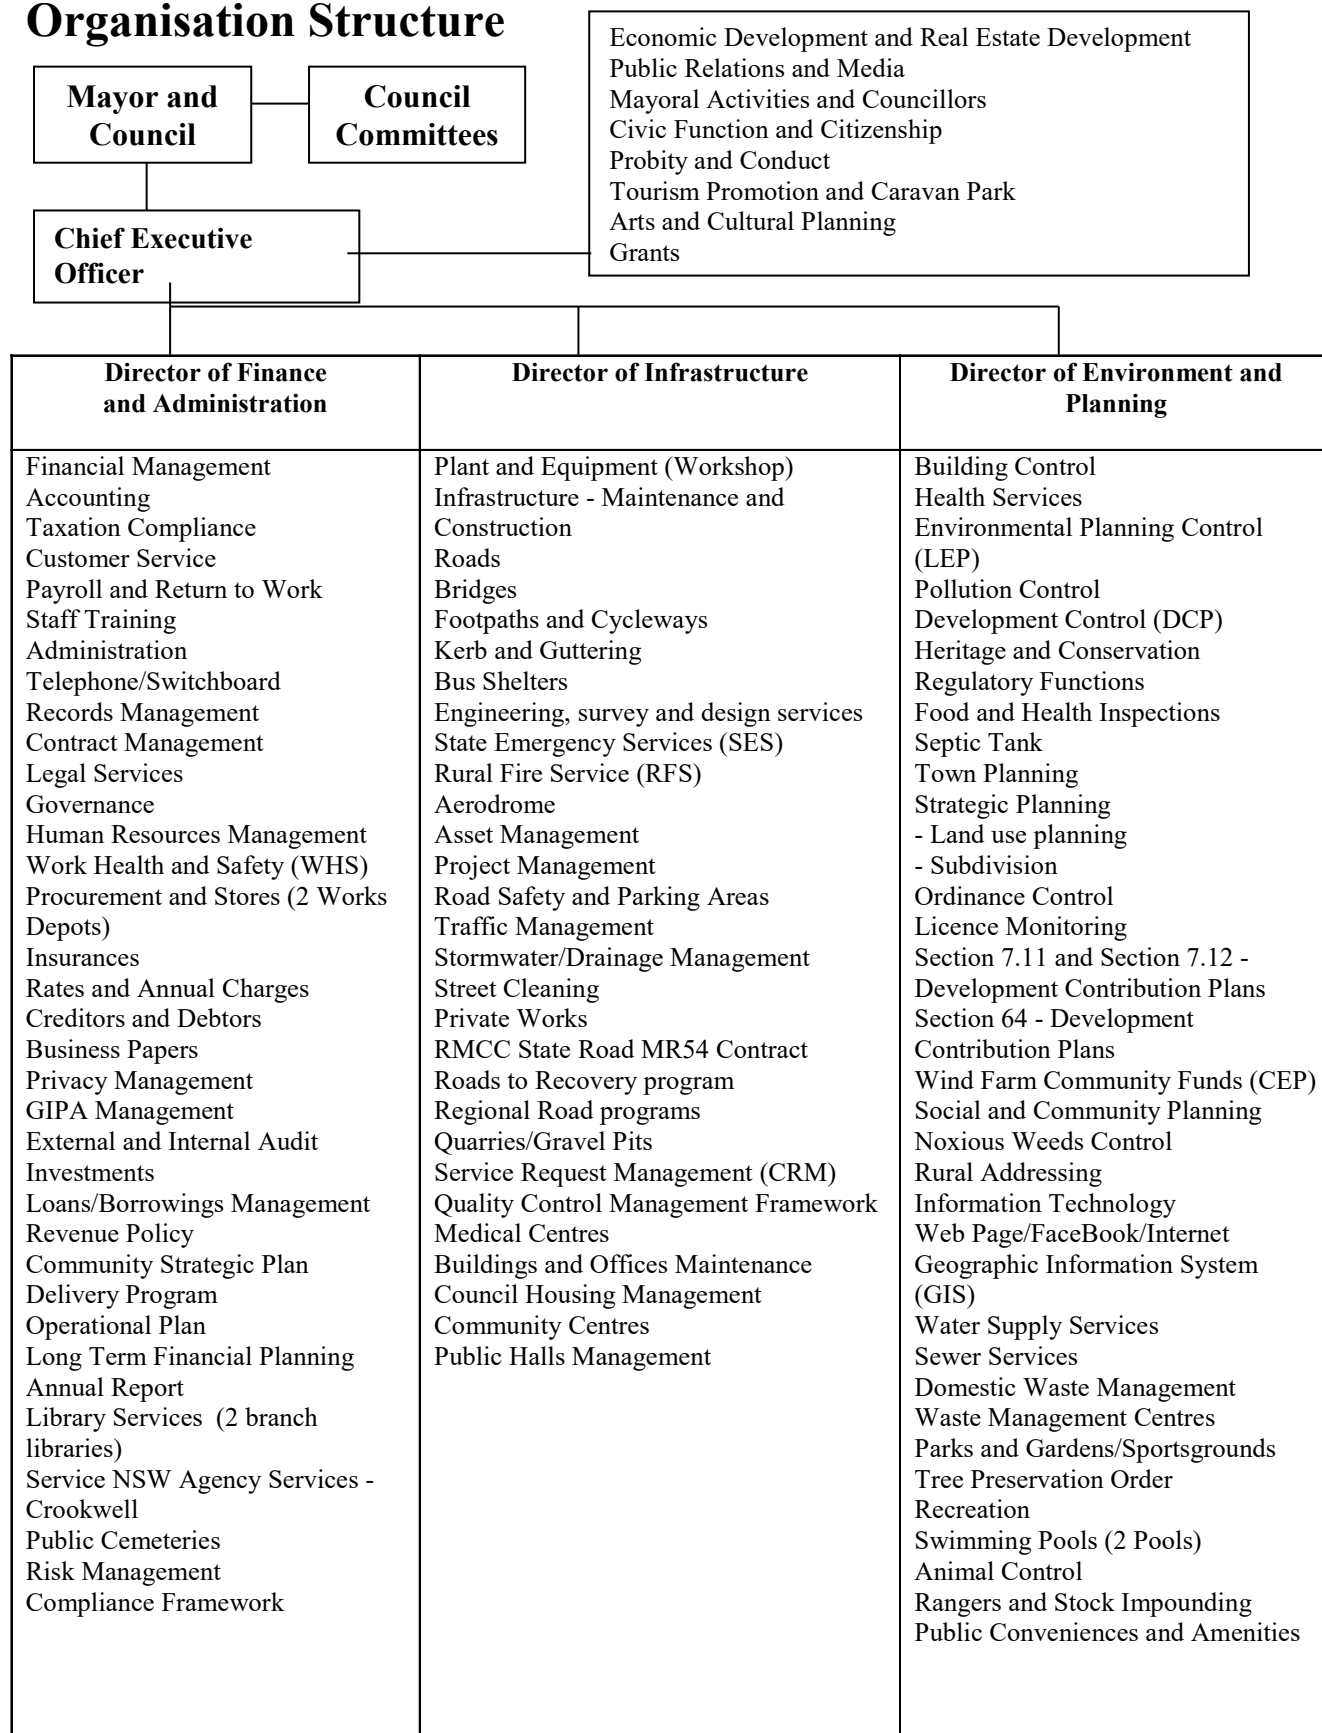 Organisation Structure
Mayor and
Council
Council
Committees
Economic Development and Real Estate Development
Public Relations and Media
Mayoral Activities and Councillors
Civic Function and Citizenship
Probity and Conduct
Tourism Promotion and Caravan Park
Arts and Cultural Planning
Grants
Chief Executive
Officer
Director of Finance
and Administration
Financial Management
Accounting
Taxation Compliance
Customer Service
Payroll and Return to Work
Staff Training
Administration
Telephone/Switchboard
Records Management
Contract Management
Legal Services
Governance
Human Resources Management
Work Health and Safety (WHS)
Procurement and Stores (2 Works
Depots)
Insurances
Rates and Annual Charges
Creditors and Debtors
Business Papers
Privacy Management
GIPA Management
External and Internal Audit
Investments
Loans/Borrowings Management
Revenue Policy
Community Strategic Plan
Delivery Program
Operational Plan
Long Term Financial Planning
Annual Report
Library Services (2 branch
libraries)
Service NSW Agency Services -
Crookwell
Public Cemeteries
Risk Management
Compliance Framework
Director of Infrastructure
Plant and Equipment (Workshop)
Infrastructure - Maintenance and
Construction
Roads
Bridges
Footpaths and Cycleways
Kerb and Guttering
Bus Shelters
Engineering, survey and design services
State Emergency Services (SES)
Rural Fire Service (RFS)
Aerodrome
Asset Management
Project Management
Road Safety and Parking Areas
Traffic Management
Stormwater/Drainage Management
Street Cleaning
Private Works
RMCC State Road MR54 Contract
Roads to Recovery program
Regional Road programs
Quarries/Gravel Pits
Service Request Management (CRM)
Quality Control Management Framework
Medical Centres
Buildings and Offices Maintenance
Council Housing Management
Community Centres
Public Halls Management
Director of Environment and
Planning
Building Control
Health Services
Environmental Planning Control
(LEP)
Pollution Control
Development Control (DCP)
Heritage and Conservation
Regulatory Functions
Food and Health Inspections
Septic Tank
Town Planning
Strategic Planning
- Land use planning
- Subdivision
Ordinance Control
Licence Monitoring
Section 7.11 and Section 7.12 -
Development Contribution Plans
Section 64 - Development
Contribution Plans
Wind Farm Community Funds (CEP)
Social and Community Planning
Noxious Weeds Control
Rural Addressing
Information Technology
Web Page/FaceBook/Internet
Geographic Information System
(GIS)
Water Supply Services
Sewer Services
Domestic Waste Management
Waste Management Centres
Parks and Gardens/Sportsgrounds
Tree Preservation Order
Recreation
Swimming Pools (2 Pools)
Animal Control
Rangers and Stock Impounding
Public Conveniences and Amenities